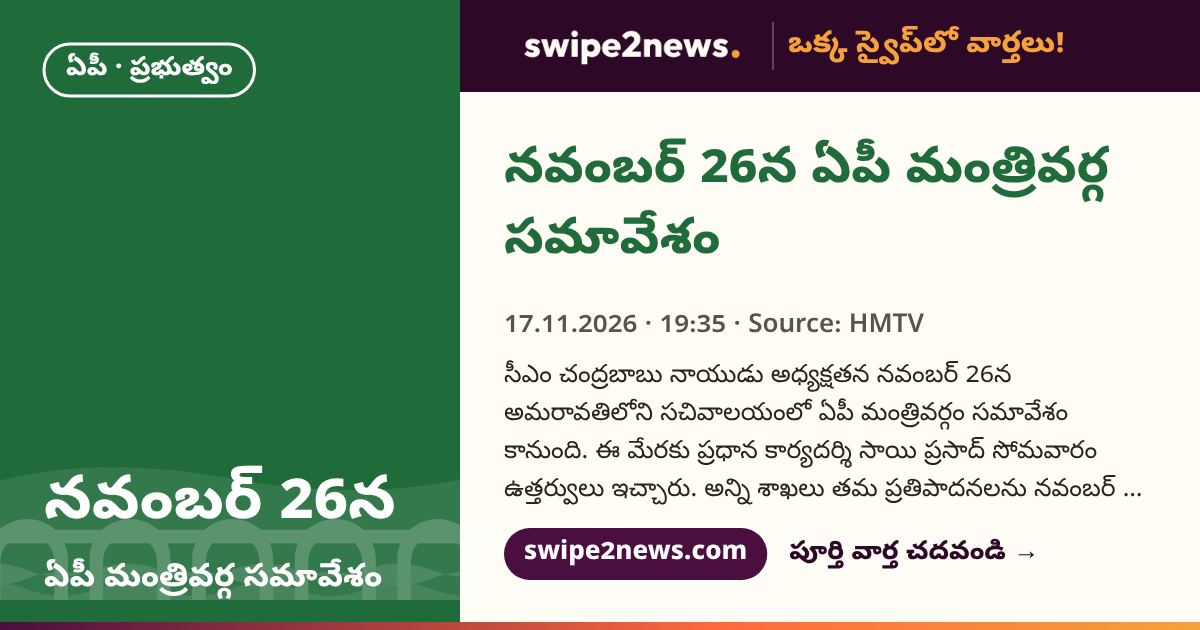 ఏపీ · ప్రభుత్వం
నవంబర్ 26న
ఏపీ మంత్రివర్గ సమావేశం
swipe2news. ఒక్క స్వైప్‌లో వార్తలు!
నవంబర్ 26న ఏపీ మంత్రివర్గ
సమావేశం
17.11.2026 · 19:35 · Source: HMTV
సీఎం చంద్రబాబు నాయుడు అధ్యక్షతన నవంబర్ 26న
అమరావతిలోని సచివాలయంలో ఏపీ మంత్రివర్గం సమావేశం
కానుంది. ఈ మేరకు ప్రధాన కార్యదర్శి సాయి ప్రసాద్ సోమవారం
ఉత్తర్వులు ఇచ్చారు. అన్ని శాఖలు తమ ప్రతిపాదనలను నవంబర్ ...
swipe2news.com పూర్తి వార్త చదవండి →